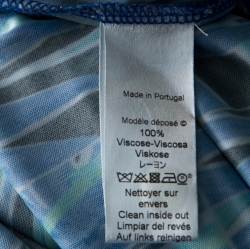 Made in Portugal
Modèle déposé ©
100%
Viscose-Viscosa
Viskose
レーヨン
Nettoyer sur
envers
Clean inside out
Limpiar del revés
Auf links reinigen